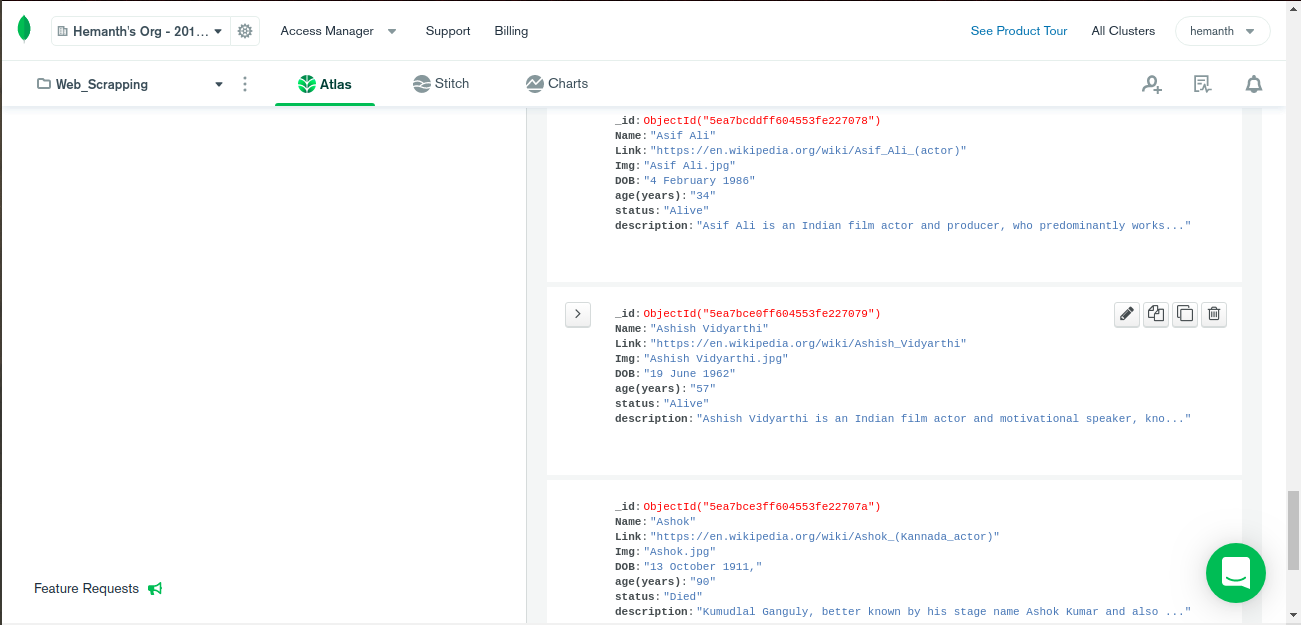 Hemanth's Org - 201... Access Manager Support Billing See Product Tour All Clusters hemanth
Web_Scrapping Atlas Stitch Charts
_id: ObjectId("5ea7bcddff604553fe227078")
Name: "Asif Ali"
Link: "https://en.wikipedia.org/wiki/Asif_Ali_(actor)"
Img: "Asif Ali.jpg"
DOB: "4 February 1986"
age(years): "34"
status: "Alive"
description: "Asif Ali is an Indian film actor and producer, who predominantly works..."
_id: ObjectId("5ea7bce0ff604553fe227079")
Name: "Ashish Vidyarthi"
Link: "https://en.wikipedia.org/wiki/Ashish_Vidyarthi"
Img: "Ashish Vidyarthi.jpg"
DOB: "19 June 1962"
age(years): "57"
status: "Alive"
description: "Ashish Vidyarthi is an Indian film actor and motivational speaker, kno..."
_id: ObjectId("5ea7bce3ff604553fe22707a")
Name: "Ashok"
Link: "https://en.wikipedia.org/wiki/Ashok_(Kannada_actor)"
Img: "Ashok.jpg"
DOB: "13 October 1911,"
age(years): "90"
status: "Died"
description: "Kumudlal Ganguly, better known by his stage name Ashok Kumar and also ..."
Feature Requests